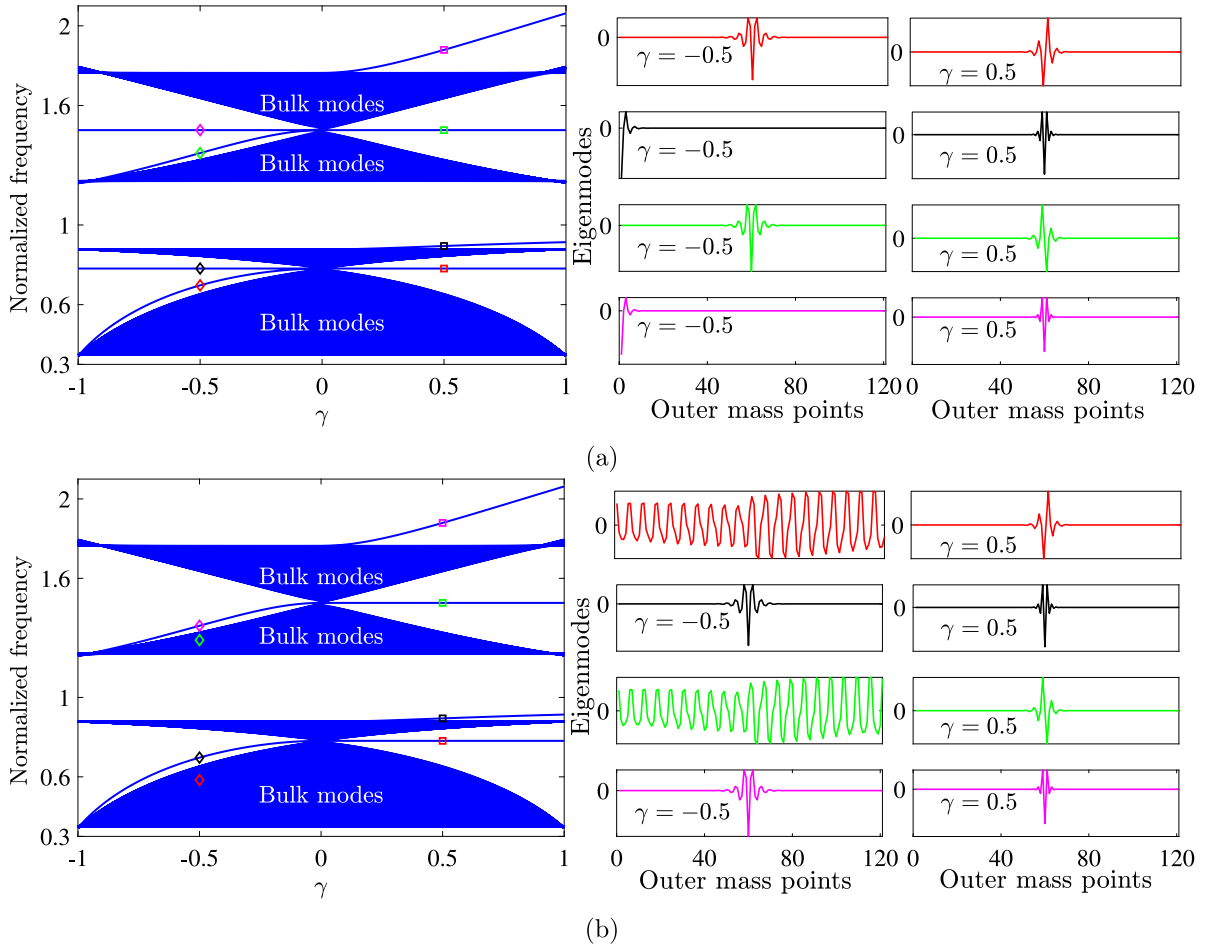 2
1.6
1.2
1
0.6
0.3
Normalized frequency
Bulk modes
Bulk modes
Bulk modes
-1 -0.5 0 0.5 1
γ
Eigenmodes
0 γ = −0.5
0 γ = −0.5
0 γ = −0.5
0 γ = −0.5
0 40 80 120
Outer mass points
0 γ = 0.5
0 γ = 0.5
0 γ = 0.5
0 γ = 0.5
0 40 80 120
Outer mass points
(a)
2
1.6
1.2
1
0.6
0.3
Normalized frequency
Bulk modes
Bulk modes
Bulk modes
-1 -0.5 0 0.5 1
γ
Eigenmodes
0
0 γ = −0.5
0
0 γ = −0.5
0 40 80 120
Outer mass points
0 γ = 0.5
0 γ = 0.5
0 γ = 0.5
0 γ = 0.5
0 40 80 120
Outer mass points
(b)